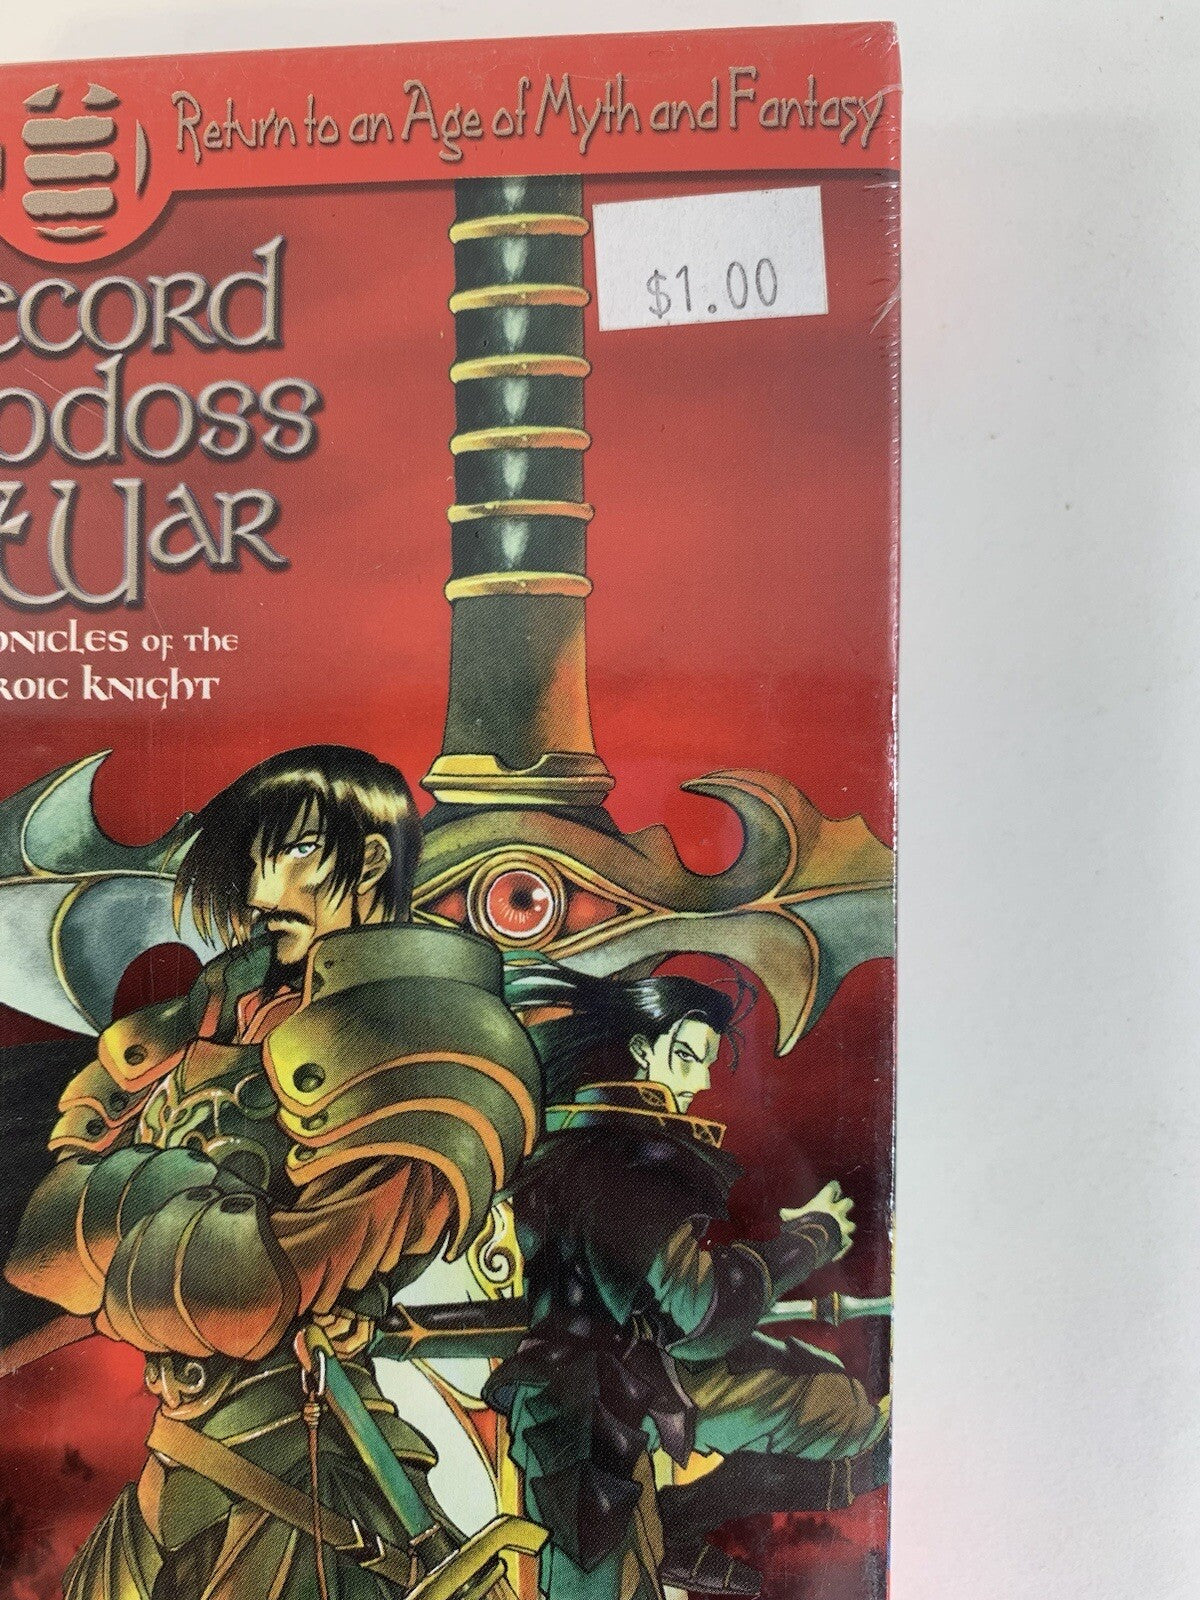 Return to an Age of Myth and Fantasy
$1.00
ecord
odoss
f War
onicles of the
roic Knight